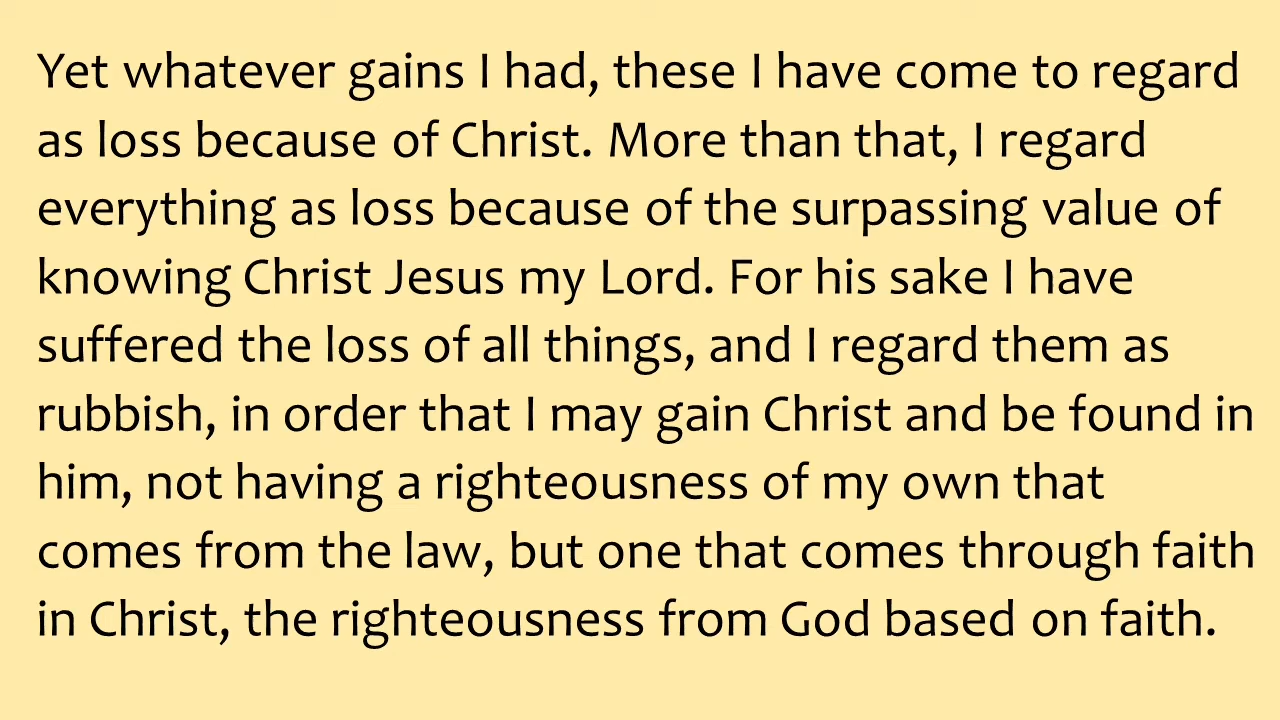 Yet whatever gains I had, these I have come to regard
as loss because of Christ. More than that, I regard
everything as loss because of the surpassing value of
knowing Christ Jesus my Lord. For his sake I have
suffered the loss of all things, and I regard them as
rubbish, in order that I may gain Christ and be found in
him, not having a righteousness of my own that
comes from the law, but one that comes through faith
in Christ, the righteousness from God based on faith.